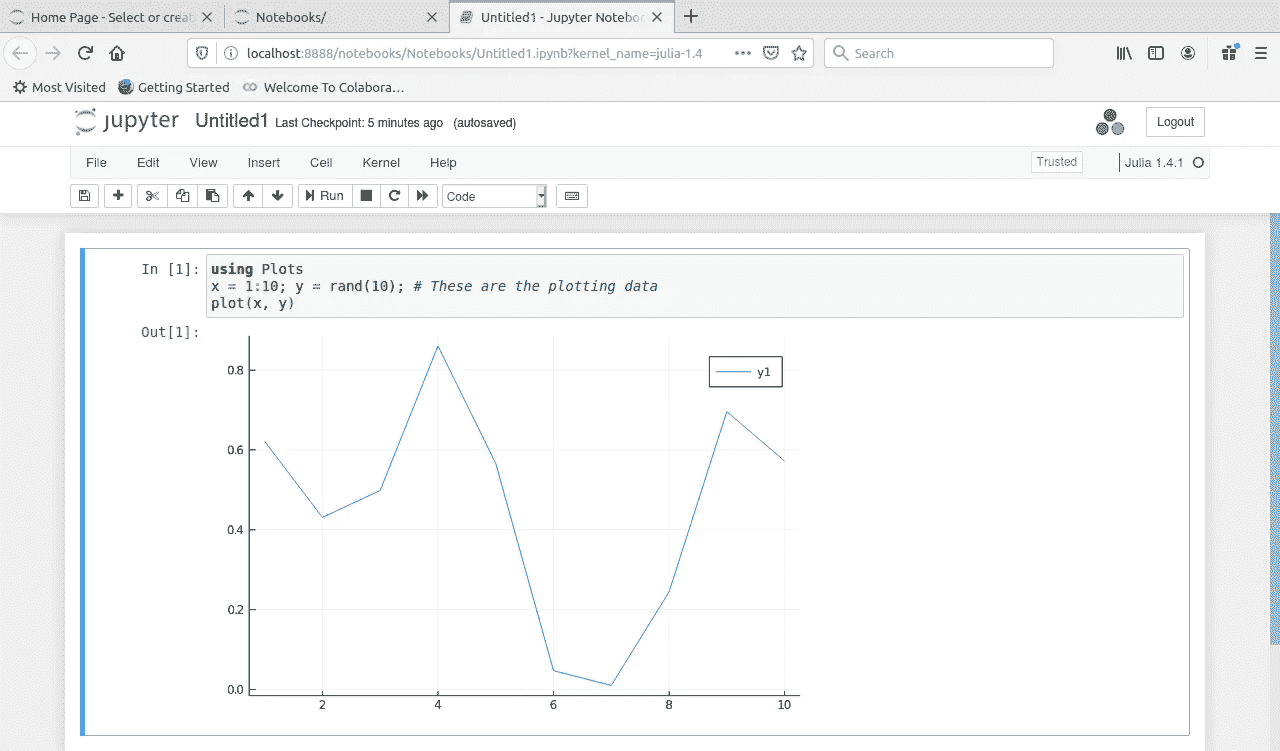 Home Page - Select or creat
Notebooks/
Untitled1 - Jupyter Noteboo
localhost:8888/notebooks/Notebooks/Untitled1.ipynb?kernel_name=julia-1.4
Search
Most Visited
Getting Started
Welcome To Colabora…
jupyter Untitled1 Last Checkpoint: 5 minutes ago (autosaved)
Logout
File Edit View Insert Cell Kernel Help
Trusted
Julia 1.4.1
Run
Code
In [1]: using Plots
x = 1:10; y = rand(10); # These are the plotting data
plot(x, y)
Out[1]:
y1
0.8
0.6
0.4
0.2
0.0
2 4 6 8 10